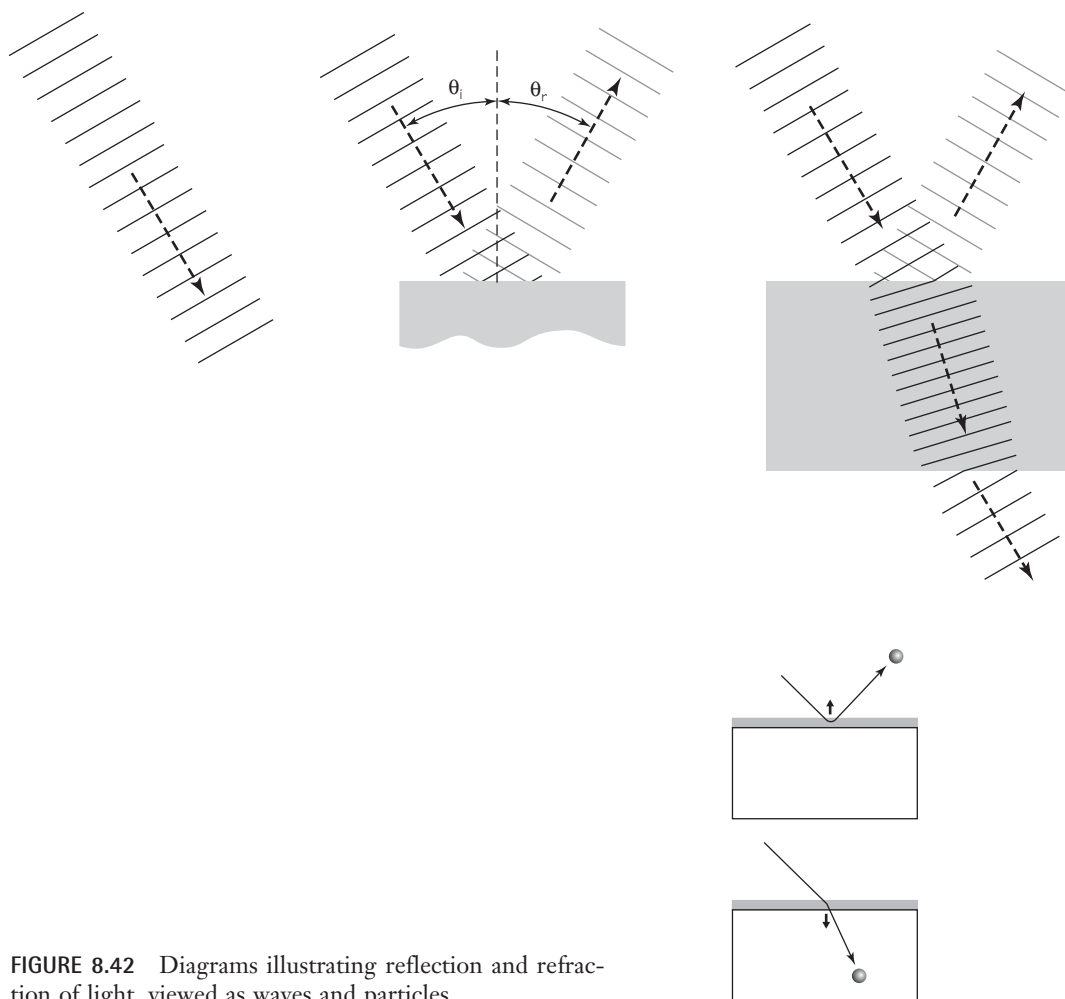 θi θr
FIGURE 8.42 Diagrams illustrating reflection and refrac-
tion of light, viewed as waves and particles.